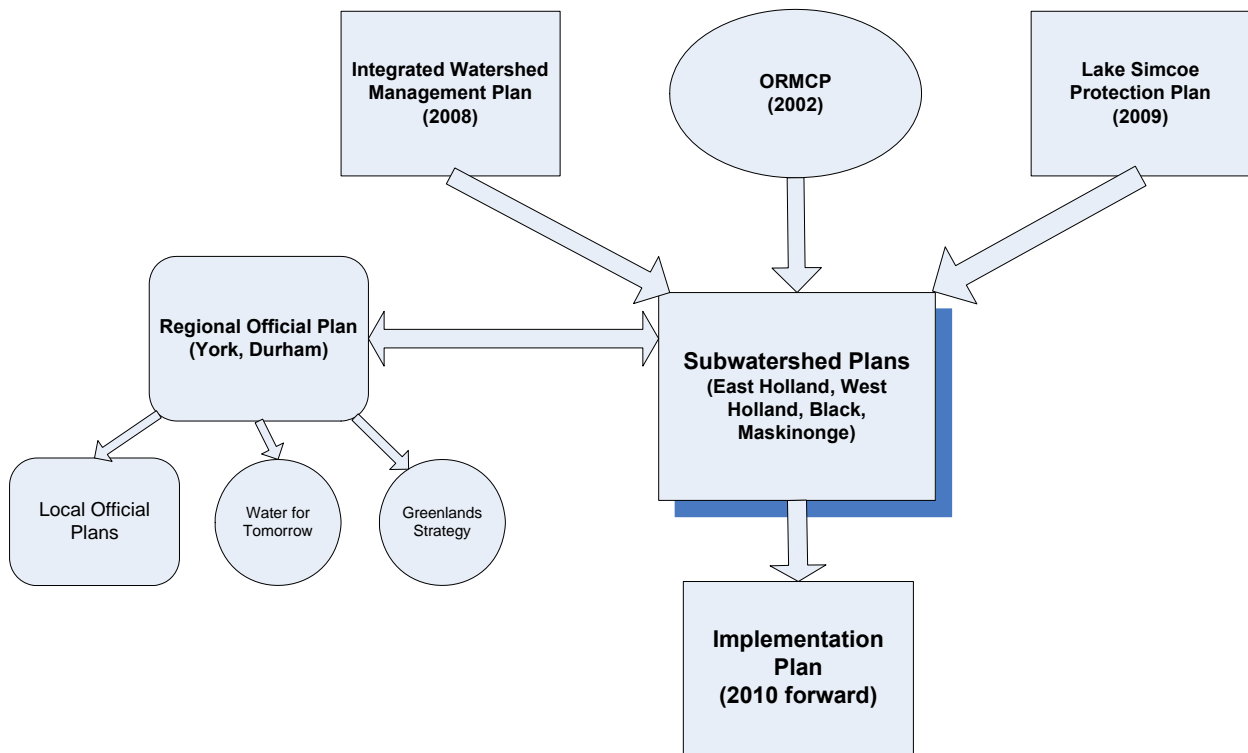 Integrated Watershed
Management Plan
(2008)
ORMCP
(2002)
Lake Simcoe
Protection Plan
(2009)
Regional Official Plan
(York, Durham)
Subwatershed Plans
(East Holland, West
Holland, Black,
Maskinonge)
Local Official
Plans
Water for
Tomorrow
Greenlands
Strategy
Implementation
Plan
(2010 forward)